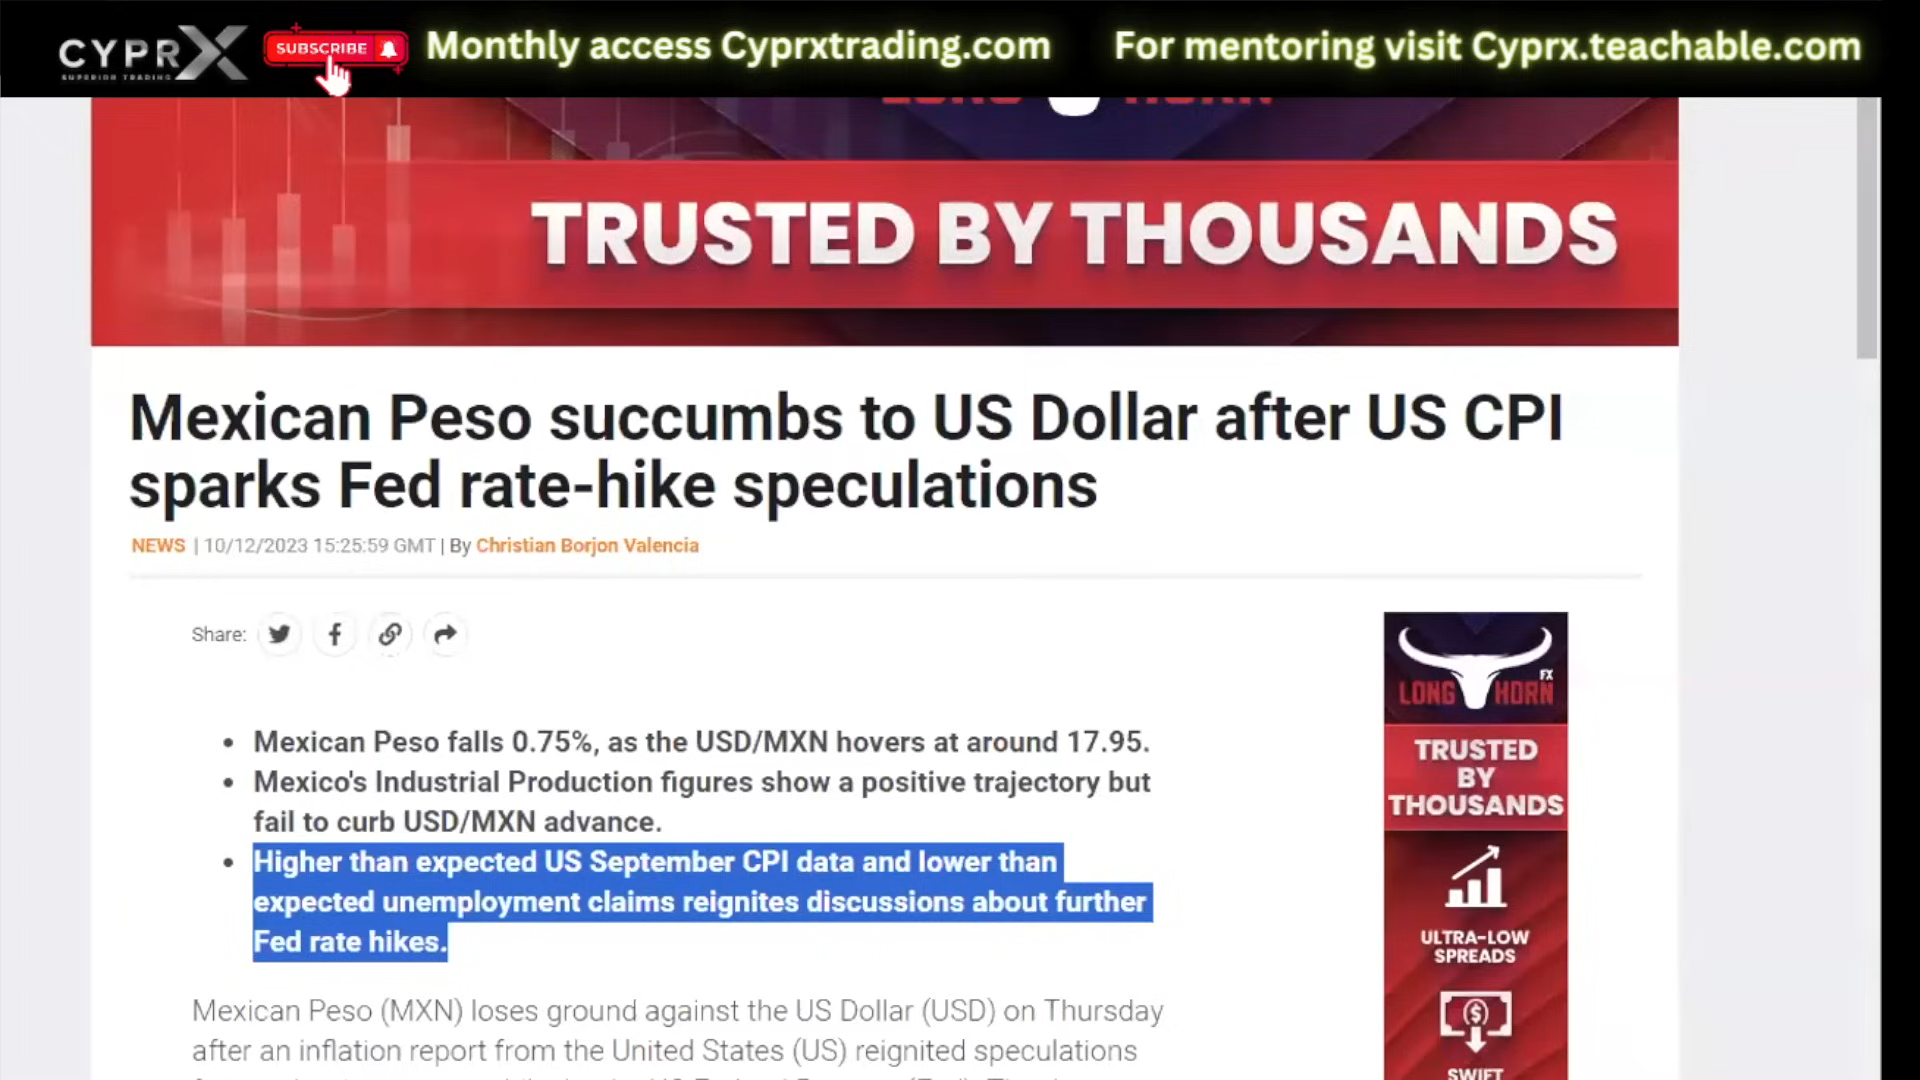 CYPRX
SUPERIOR TRADING
SUBSCRIBE
Monthly access Cyprxtrading.com
For mentoring visit Cyprx.teachable.com
LONG HORN
TRUSTED BY THOUSANDS
Mexican Peso succumbs to US Dollar after US CPI
sparks Fed rate-hike speculations
NEWS | 10/12/2023 15:25:59 GMT | By Christian Borjon Valencia
Share:
• Mexican Peso falls 0.75%, as the USD/MXN hovers at around 17.95.
• Mexico's Industrial Production figures show a positive trajectory but
fail to curb USD/MXN advance.
• Higher than expected US September CPI data and lower than
expected unemployment claims reignites discussions about further
Fed rate hikes.
Mexican Peso (MXN) loses ground against the US Dollar (USD) on Thursday
after an inflation report from the United States (US) reignited speculations
FX
LONG HORN
TRUSTED
BY
THOUSANDS
ULTRA-LOW
SPREADS
SWIFT